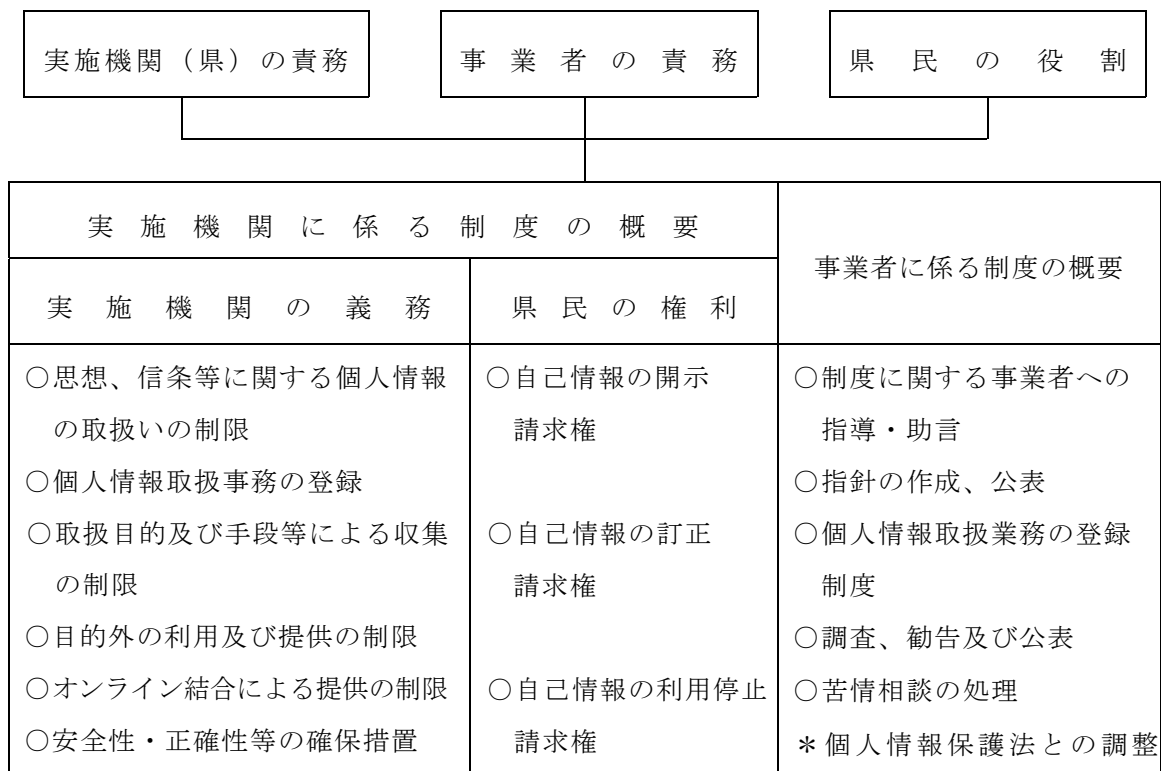 実施機関（県）の責務
事業者の責務
県民の役割
実施機関に係る制度の概要
事業者に係る制度の概要
実施機関の義務
県民の権利
○思想、信条等に関する個人情報
の取扱いの制限
○個人情報取扱事務の登録
○取扱目的及び手段等による収集
の制限
○目的外の利用及び提供の制限
○オンライン結合による提供の制限
○安全性・正確性等の確保措置
○自己情報の開示
請求権
○自己情報の訂正
請求権
○自己情報の利用停止
請求権
○制度に関する事業者への
指導・助言
○指針の作成、公表
○個人情報取扱業務の登録
制度
○調査、勧告及び公表
○苦情相談の処理
＊個人情報保護法との調整